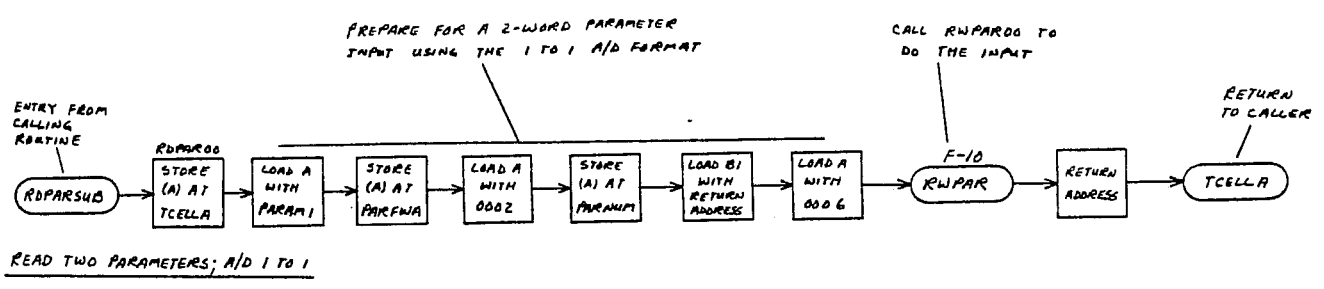 PREPARE FOR A 2-WORD PARAMETER
INPUT USING THE 1 TO 1 A/D FORMAT
CALL RWPAR00 TO
DO THE INPUT
RETURN
TO CALLER
ENTRY FROM
CALLING
ROUTINE
RDPARSUB
RDPAR00
STORE
(A) AT
TCELLA
LOAD A
WITH
PARAM1
STORE
(A) AT
PARFWA
LOAD A
WITH
0002
STORE
(A) AT
PARNUM
LOAD B1
WITH
RETURN
ADDRESS
LOAD A
WITH
0006
F-10
RWPAR
RETURN
ADDRESS
TCELLA
READ TWO PARAMETERS; A/D 1 TO 1